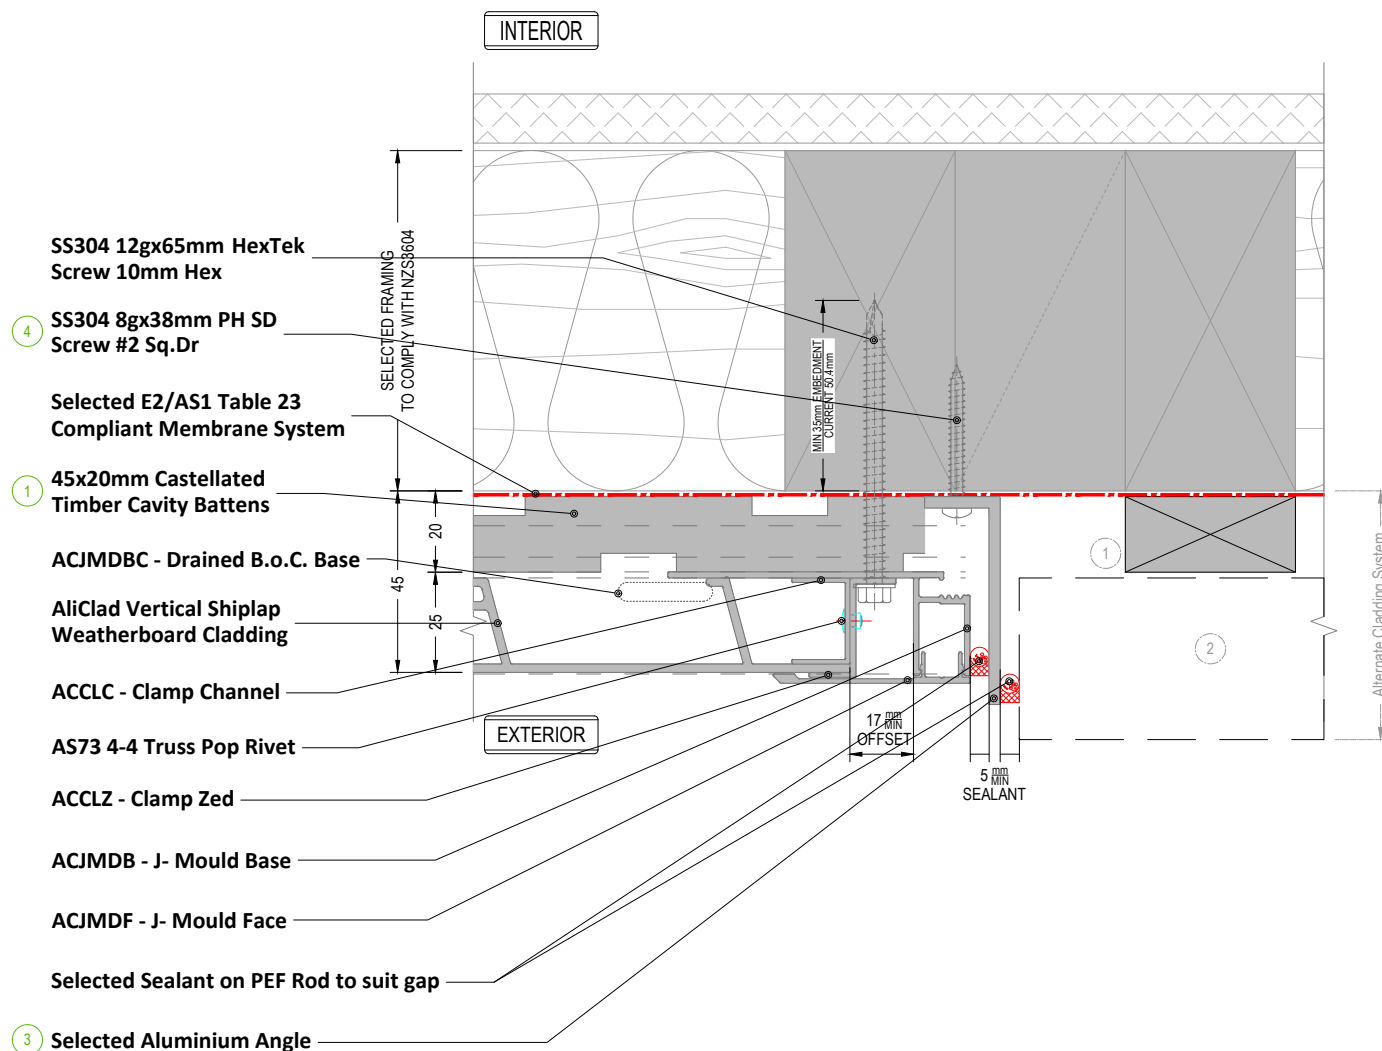 INTERIOR
SS304 12gx65mm HexTek
Screw 10mm Hex
4
SS304 8gx38mm PH SD
Screw #2 Sq.Dr
Selected E2/AS1 Table 23
Compliant Membrane System
1
45x20mm Castellated
Timber Cavity Battens
ACJMDBC - Drained B.o.C. Base
AliClad Vertical Shiplap
Weatherboard Cladding
ACCLC - Clamp Channel
AS73 4-4 Truss Pop Rivet
ACCLZ - Clamp Zed
ACJMDB - J- Mould Base
ACJMDF - J- Mould Face
Selected Sealant on PEF Rod to suit gap
3
Selected Aluminium Angle
SELECTED FRAMING
TO COMPLY WITH NZS3604
MIN 35mm EMBEDMENT
CURRENT 50.4mm
20
45
25
EXTERIOR
17 mm MIN
OFFSET
5 mm MIN
SEALANT
1
2
Alternate Cladding System